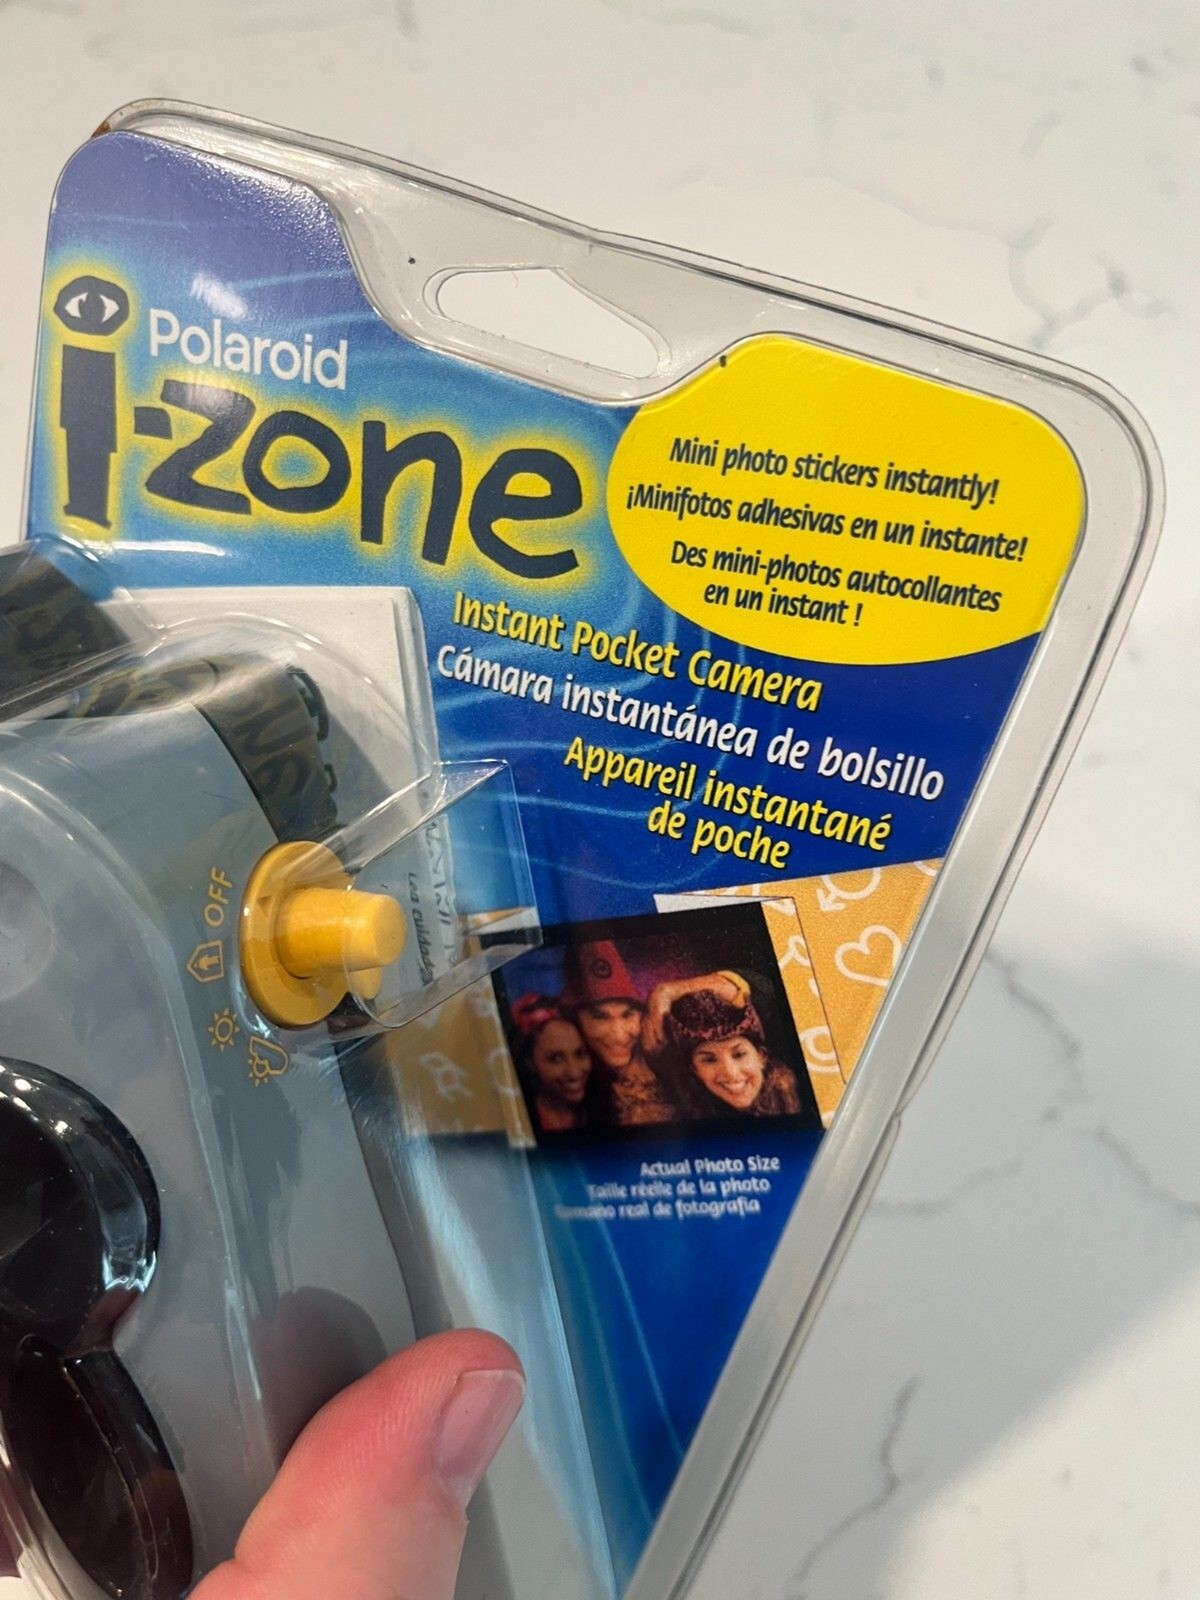 Polaroid
i-zone
Mini photo stickers instantly!
¡Minifotos adhesivas en un instante!
Des mini-photos autocollantes
en un instant !
Instant Pocket Camera
Cámara instantánea de bolsillo
Appareil instantané
de poche
OFF
Actual Photo Size
Taille réelle de la photo
Tamano real de fotografia